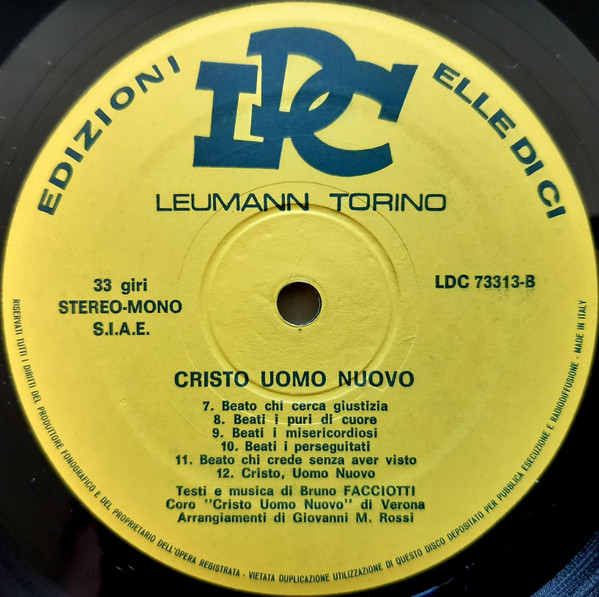 EDIZIONI
LDC
ELLE DI CI
LEUMANN TORINO
33 giri
STEREO-MONO
S.I.A.E.
LDC 73313-B
CRISTO UOMO NUOVO
7. Beato chi cerca giustizia
8. Beati i puri di cuore
9. Beati i misericordiosi
10. Beati i perseguitati
11. Beato chi crede senza aver visto
12. Cristo, Uomo Nuovo
Testi e musica di Bruno FACCIOTTI
Coro "Cristo Uomo Nuovo" di Verona
Arrangiamenti di Giovanni M. Rossi
RISERVATI TUTTI I DIRITTI DEL PRODUTTORE FONOGRAFICO E DEL PROPRIETARIO DELL'OPERA REGISTRATA - VIETATA DUPLICAZIONE UTILIZZAZIONE DI QUESTO DISCO DEPOSITATO PER PUBBLICA ESECUZIONE E RADIODIFFUSIONE - MADE IN ITALY